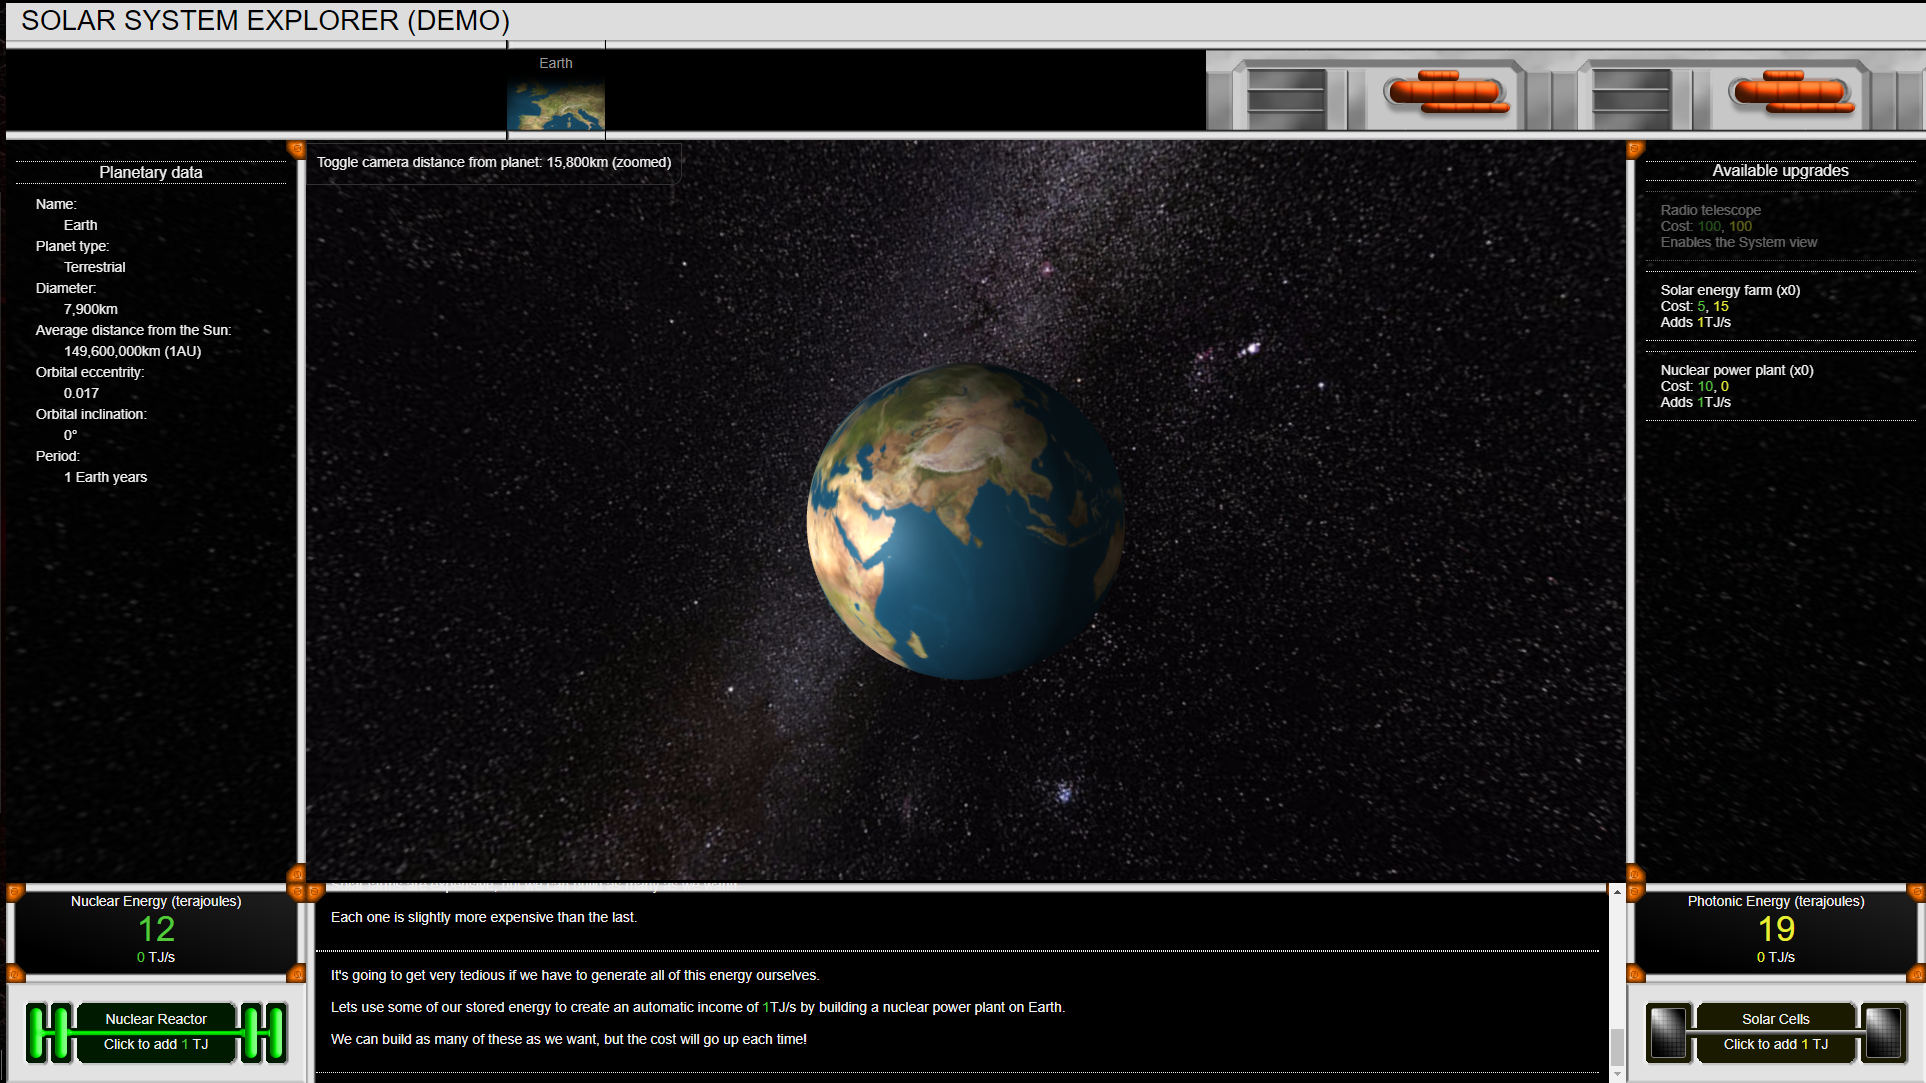 SOLAR SYSTEM EXPLORER (DEMO)
Earth
Planetary data
Name:
Earth
Planet type:
Terrestrial
Diameter:
7,900km
Average distance from the Sun:
149,600,000km (1AU)
Orbital eccentrity:
0.017
Orbital inclination:
0°
Period:
1 Earth years
Toggle camera distance from planet: 15,800km (zoomed)
Available upgrades
Radio telescope
Cost: 100, 100
Enables the System view
Solar energy farm (x0)
Cost: 5, 15
Adds 1TJ/s
Nuclear power plant (x0)
Cost: 10, 0
Adds 1TJ/s
Nuclear Energy (terajoules)
12
0 TJ/s
Nuclear Reactor
Click to add 1 TJ
Each one is slightly more expensive than the last.
It's going to get very tedious if we have to generate all of this energy ourselves.
Lets use some of our stored energy to create an automatic income of 1TJ/s by building a nuclear power plant on Earth.
We can build as many of these as we want, but the cost will go up each time!
Photonic Energy (terajoules)
19
0 TJ/s
Solar Cells
Click to add 1 TJ